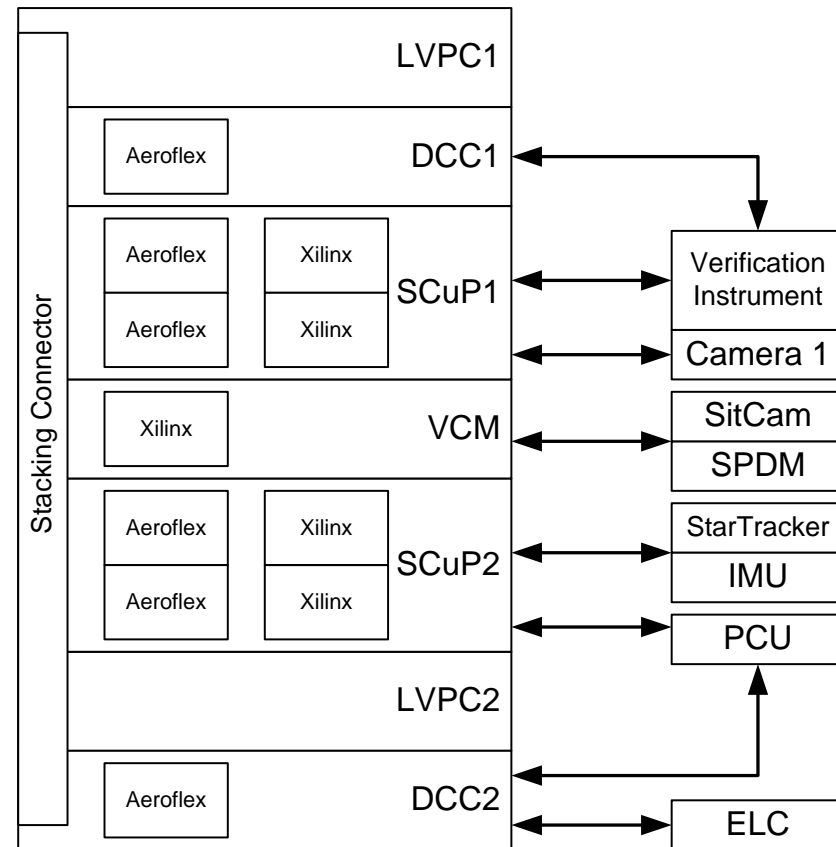 Stacking Connector
LVPC1
Aeroflex
DCC1
Aeroflex
Xilinx
Aeroflex
Xilinx
SCuP1
Xilinx
VCM
Aeroflex
Xilinx
Aeroflex
Xilinx
SCuP2
LVPC2
Aeroflex
DCC2
Verification
Instrument
Camera 1
SitCam
SPDM
StarTracker
IMU
PCU
ELC